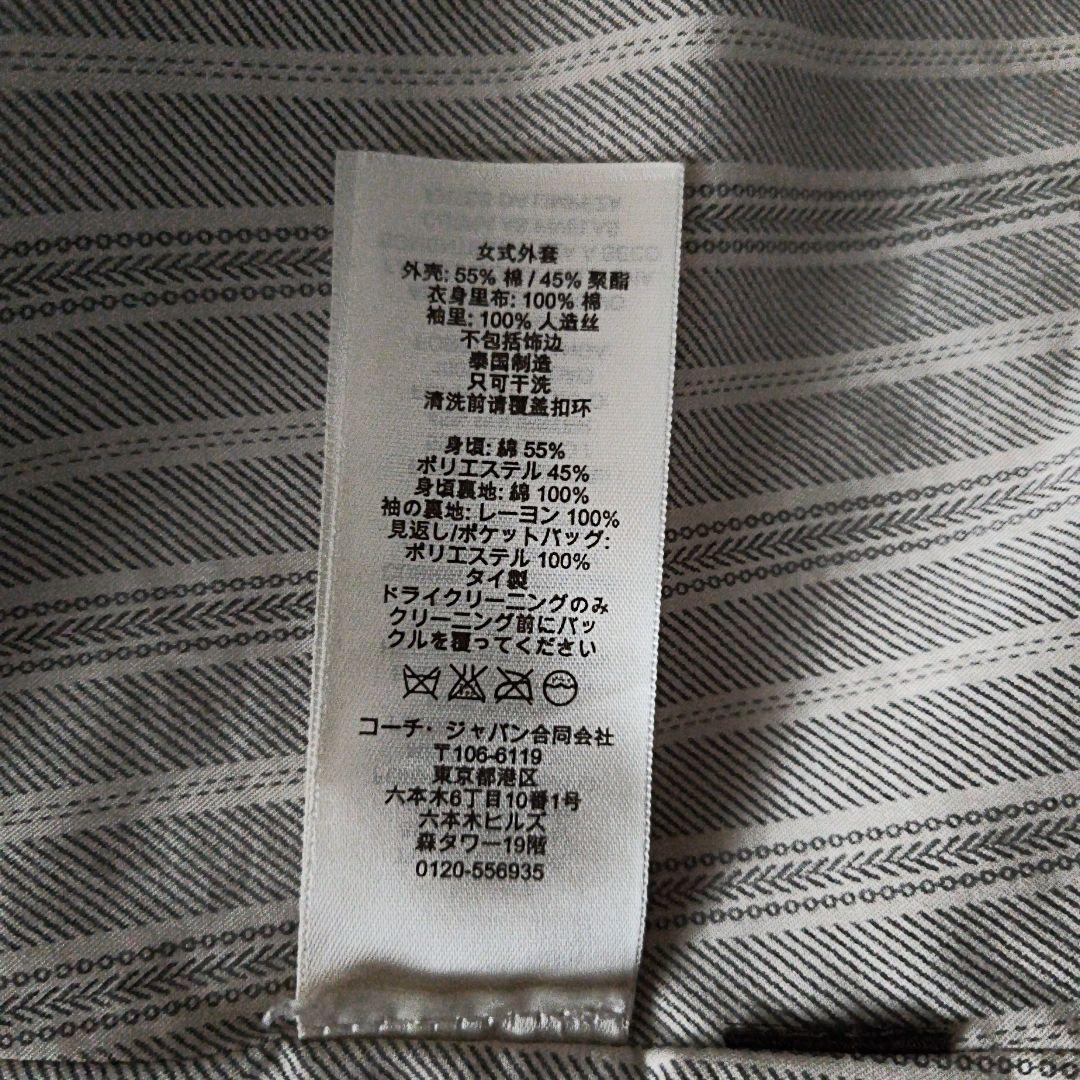 女式外套
外壳: 55% 棉 / 45% 聚酯
衣身里布: 100% 棉
袖里: 100% 人造丝
不包括饰边
泰国制造
只可干洗
清洗前请覆盖扣环
身頃: 綿 55%
ポリエステル 45%
身頃裏地: 綿 100%
袖の裏地: レーヨン 100%
見返し/ポケットバッグ:
ポリエステル 100%
タイ製
ドライクリーニングのみ
クリーニング前にバッ
クルを覆ってください
コーチ・ジャパン合同会社
〒106-6119
東京都港区
六本木6丁目10番1号
六本木ヒルズ
森タワー19階
0120-556935